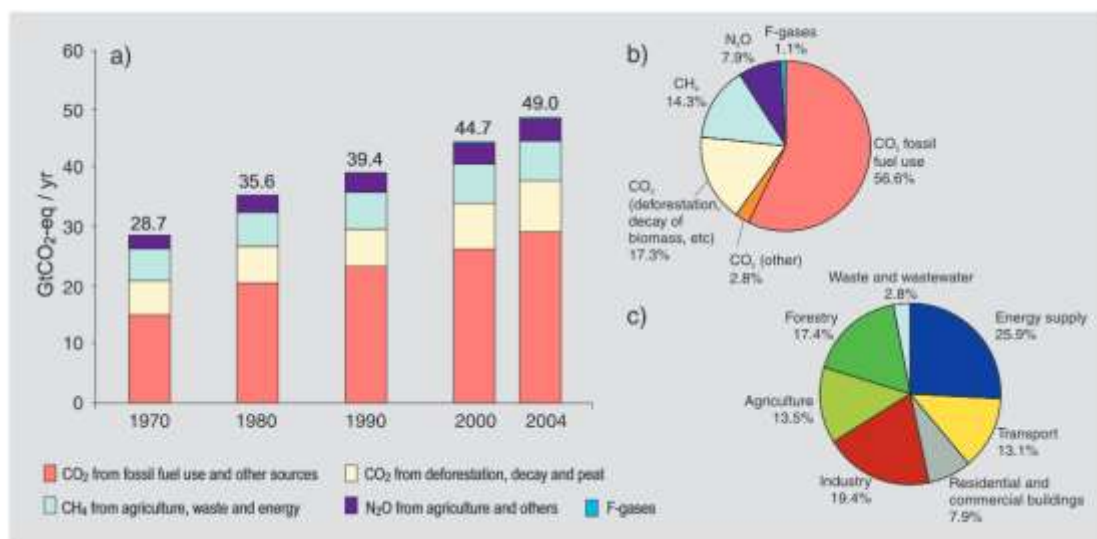 a)
GtCO₂-eq / yr
60
50
40
30
20
10
0
28.7
35.6
39.4
44.7
49.0
1970
1980
1990
2000
2004
CO₂ from fossil fuel use and other sources
CO₂ from deforestation, decay and peat
CH₄ from agriculture, waste and energy
N₂O from agriculture and others
F-gases
b)
F-gases
1.1%
N₂O
7.9%
CH₄
14.3%
CO₂ fossil
fuel use
56.6%
CO₂
(deforestation,
decay of
biomass, etc)
17.3%
CO₂ (other)
2.8%
c)
Waste and wastewater
2.8%
Forestry
17.4%
Energy supply
25.9%
Agriculture
13.5%
Transport
13.1%
Industry
19.4%
Residential and
commercial buildings
7.9%